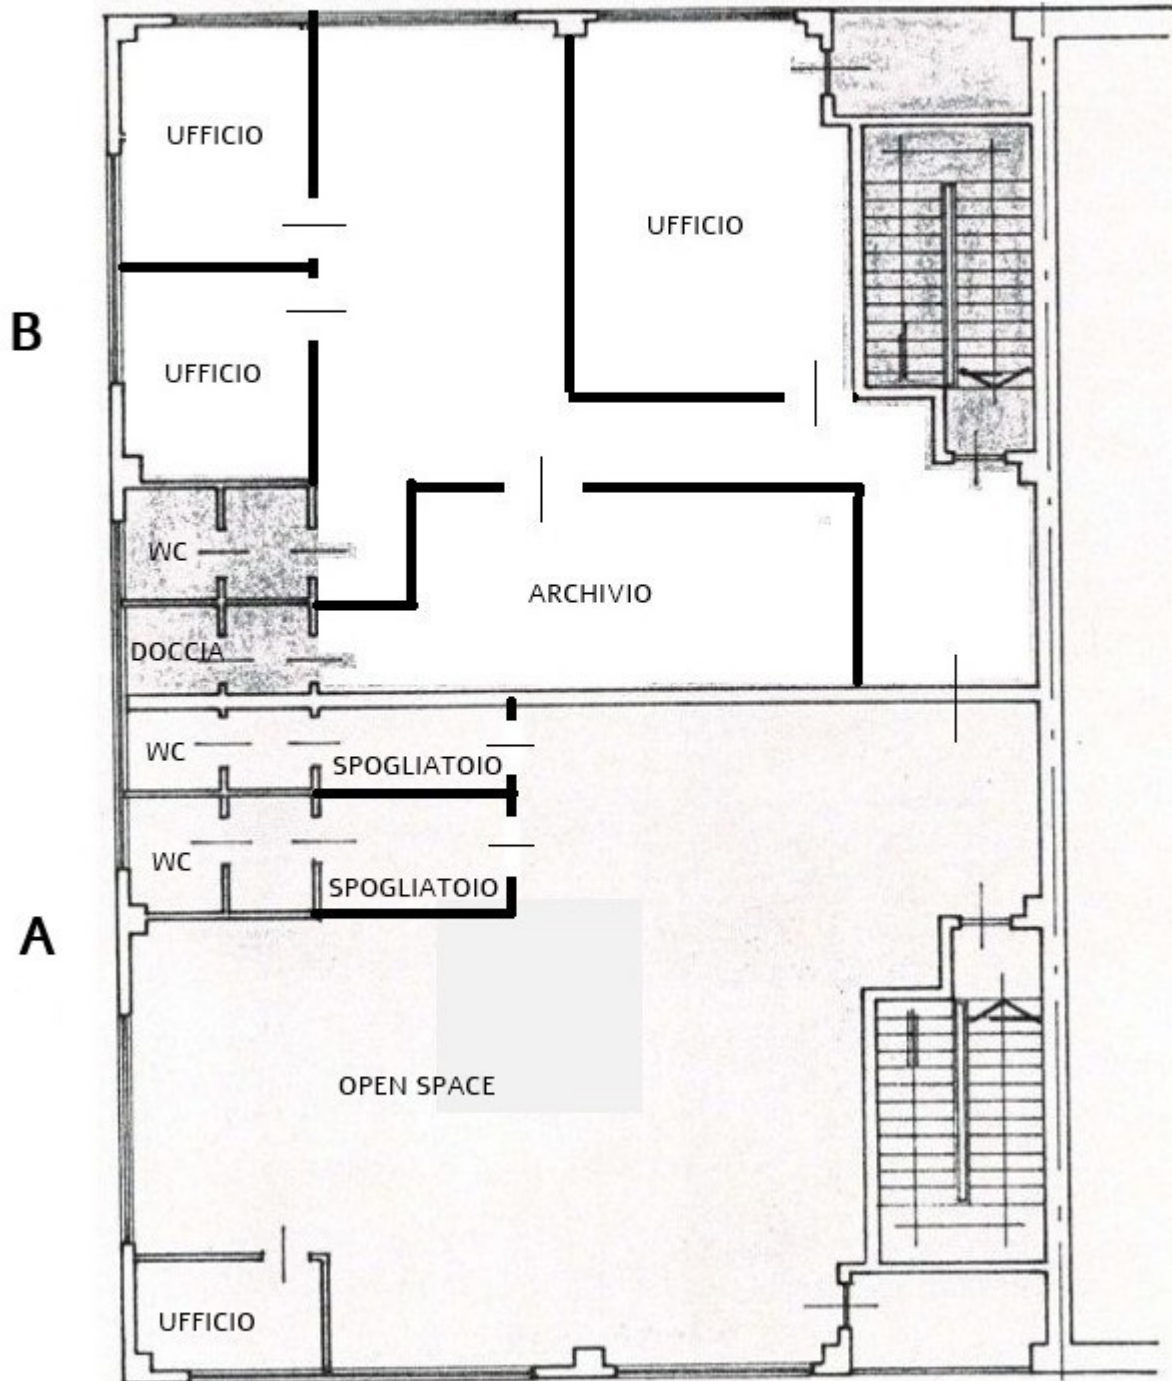 UFFICIO
UFFICIO
B
UFFICIO
WC
ARCHIVIO
DOCCIA
WC
SPOGLIATOIO
WC
SPOGLIATOIO
A
OPEN SPACE
UFFICIO